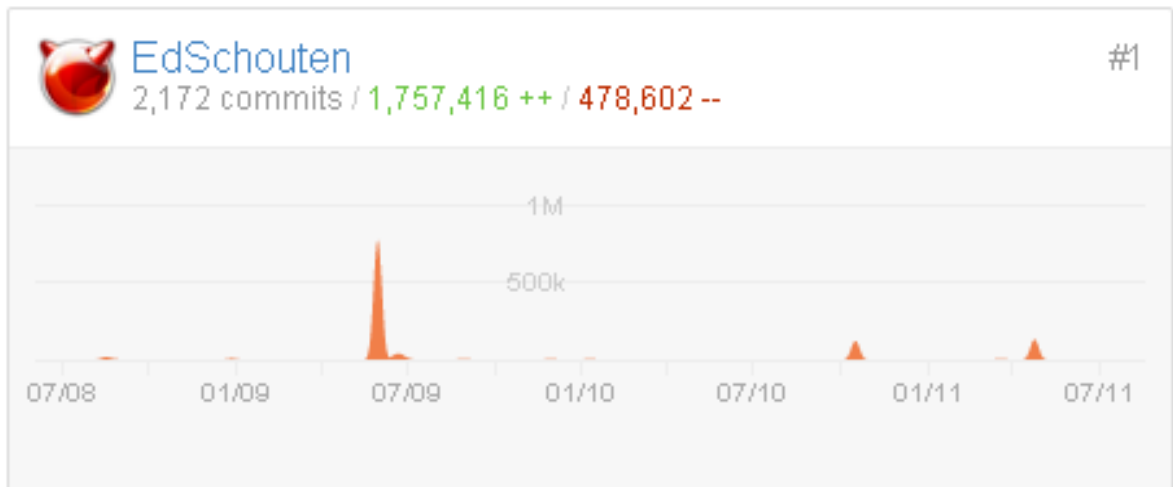 EdSchouten #1
2,172 commits / 1,757,416 ++ / 478,602 --
1M
500k
07/08 01/09 07/09 01/10 07/10 01/11 07/11